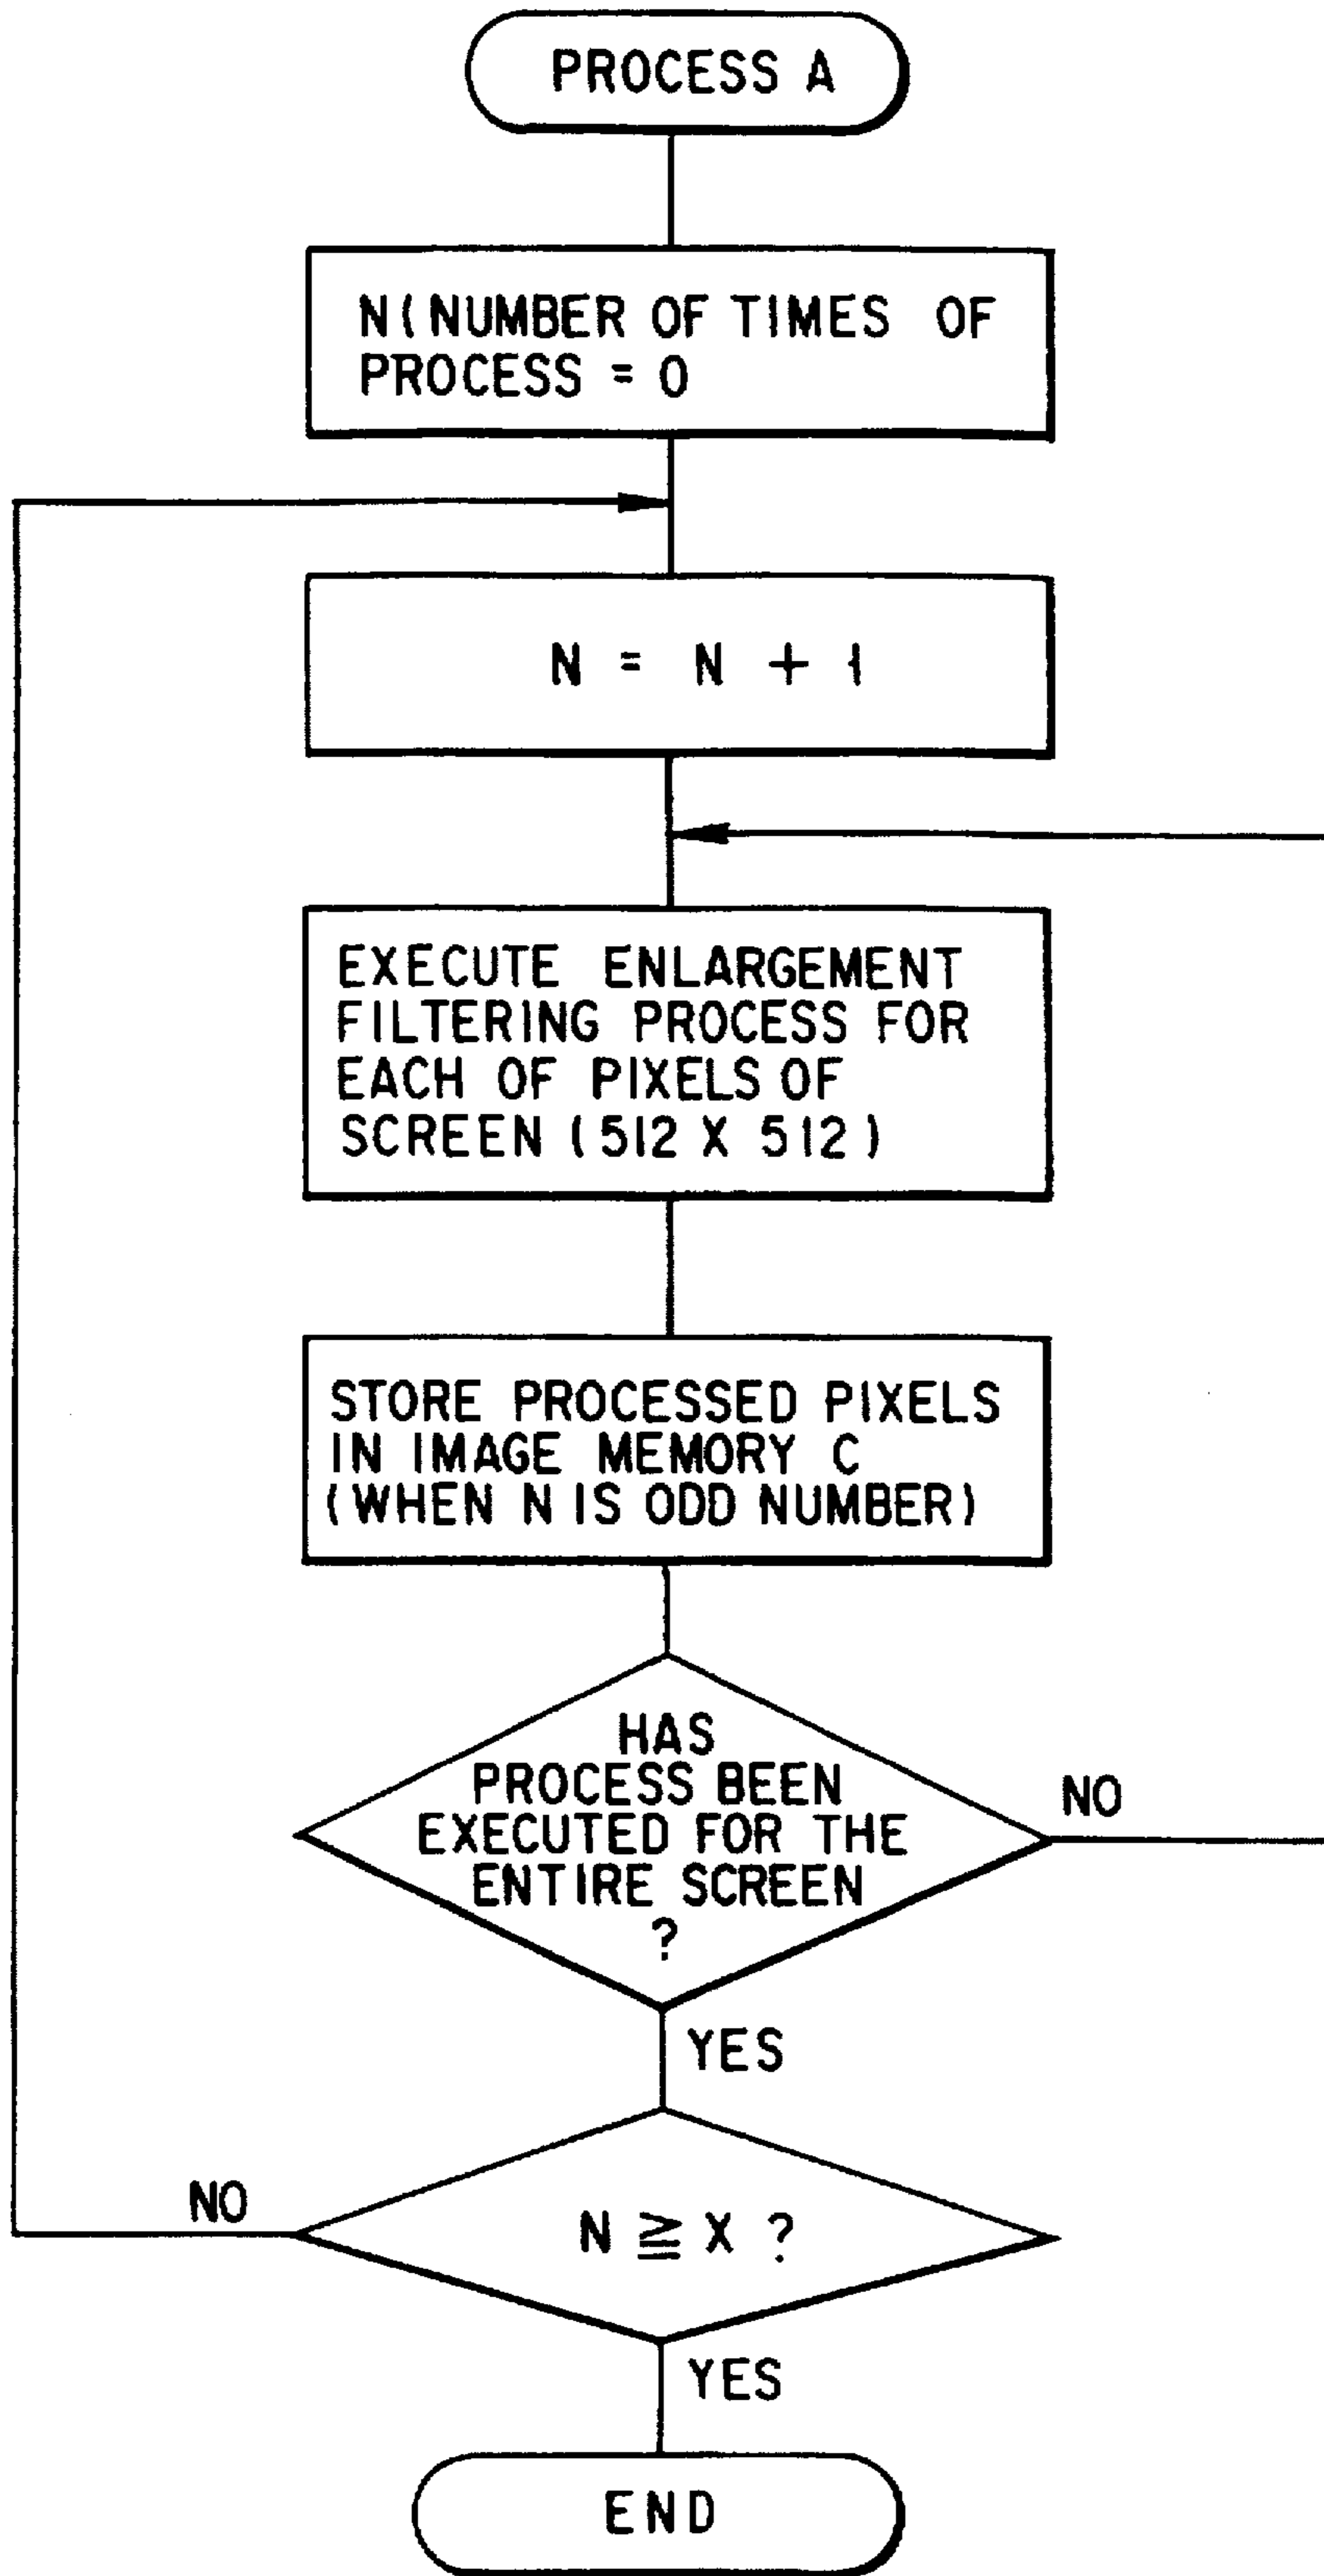 PROCESS A
N(NUMBER OF TIMES OF
PROCESS = 0
N = N + 1
EXECUTE ENLARGEMENT
FILTERING PROCESS FOR
EACH OF PIXELS OF
SCREEN (512 X 512)
STORE PROCESSED PIXELS
IN IMAGE MEMORY C
(WHEN N IS ODD NUMBER)
HAS
PROCESS BEEN
EXECUTED FOR THE
ENTIRE SCREEN
?
NO
YES
NO
N ≧ X ?
YES
END